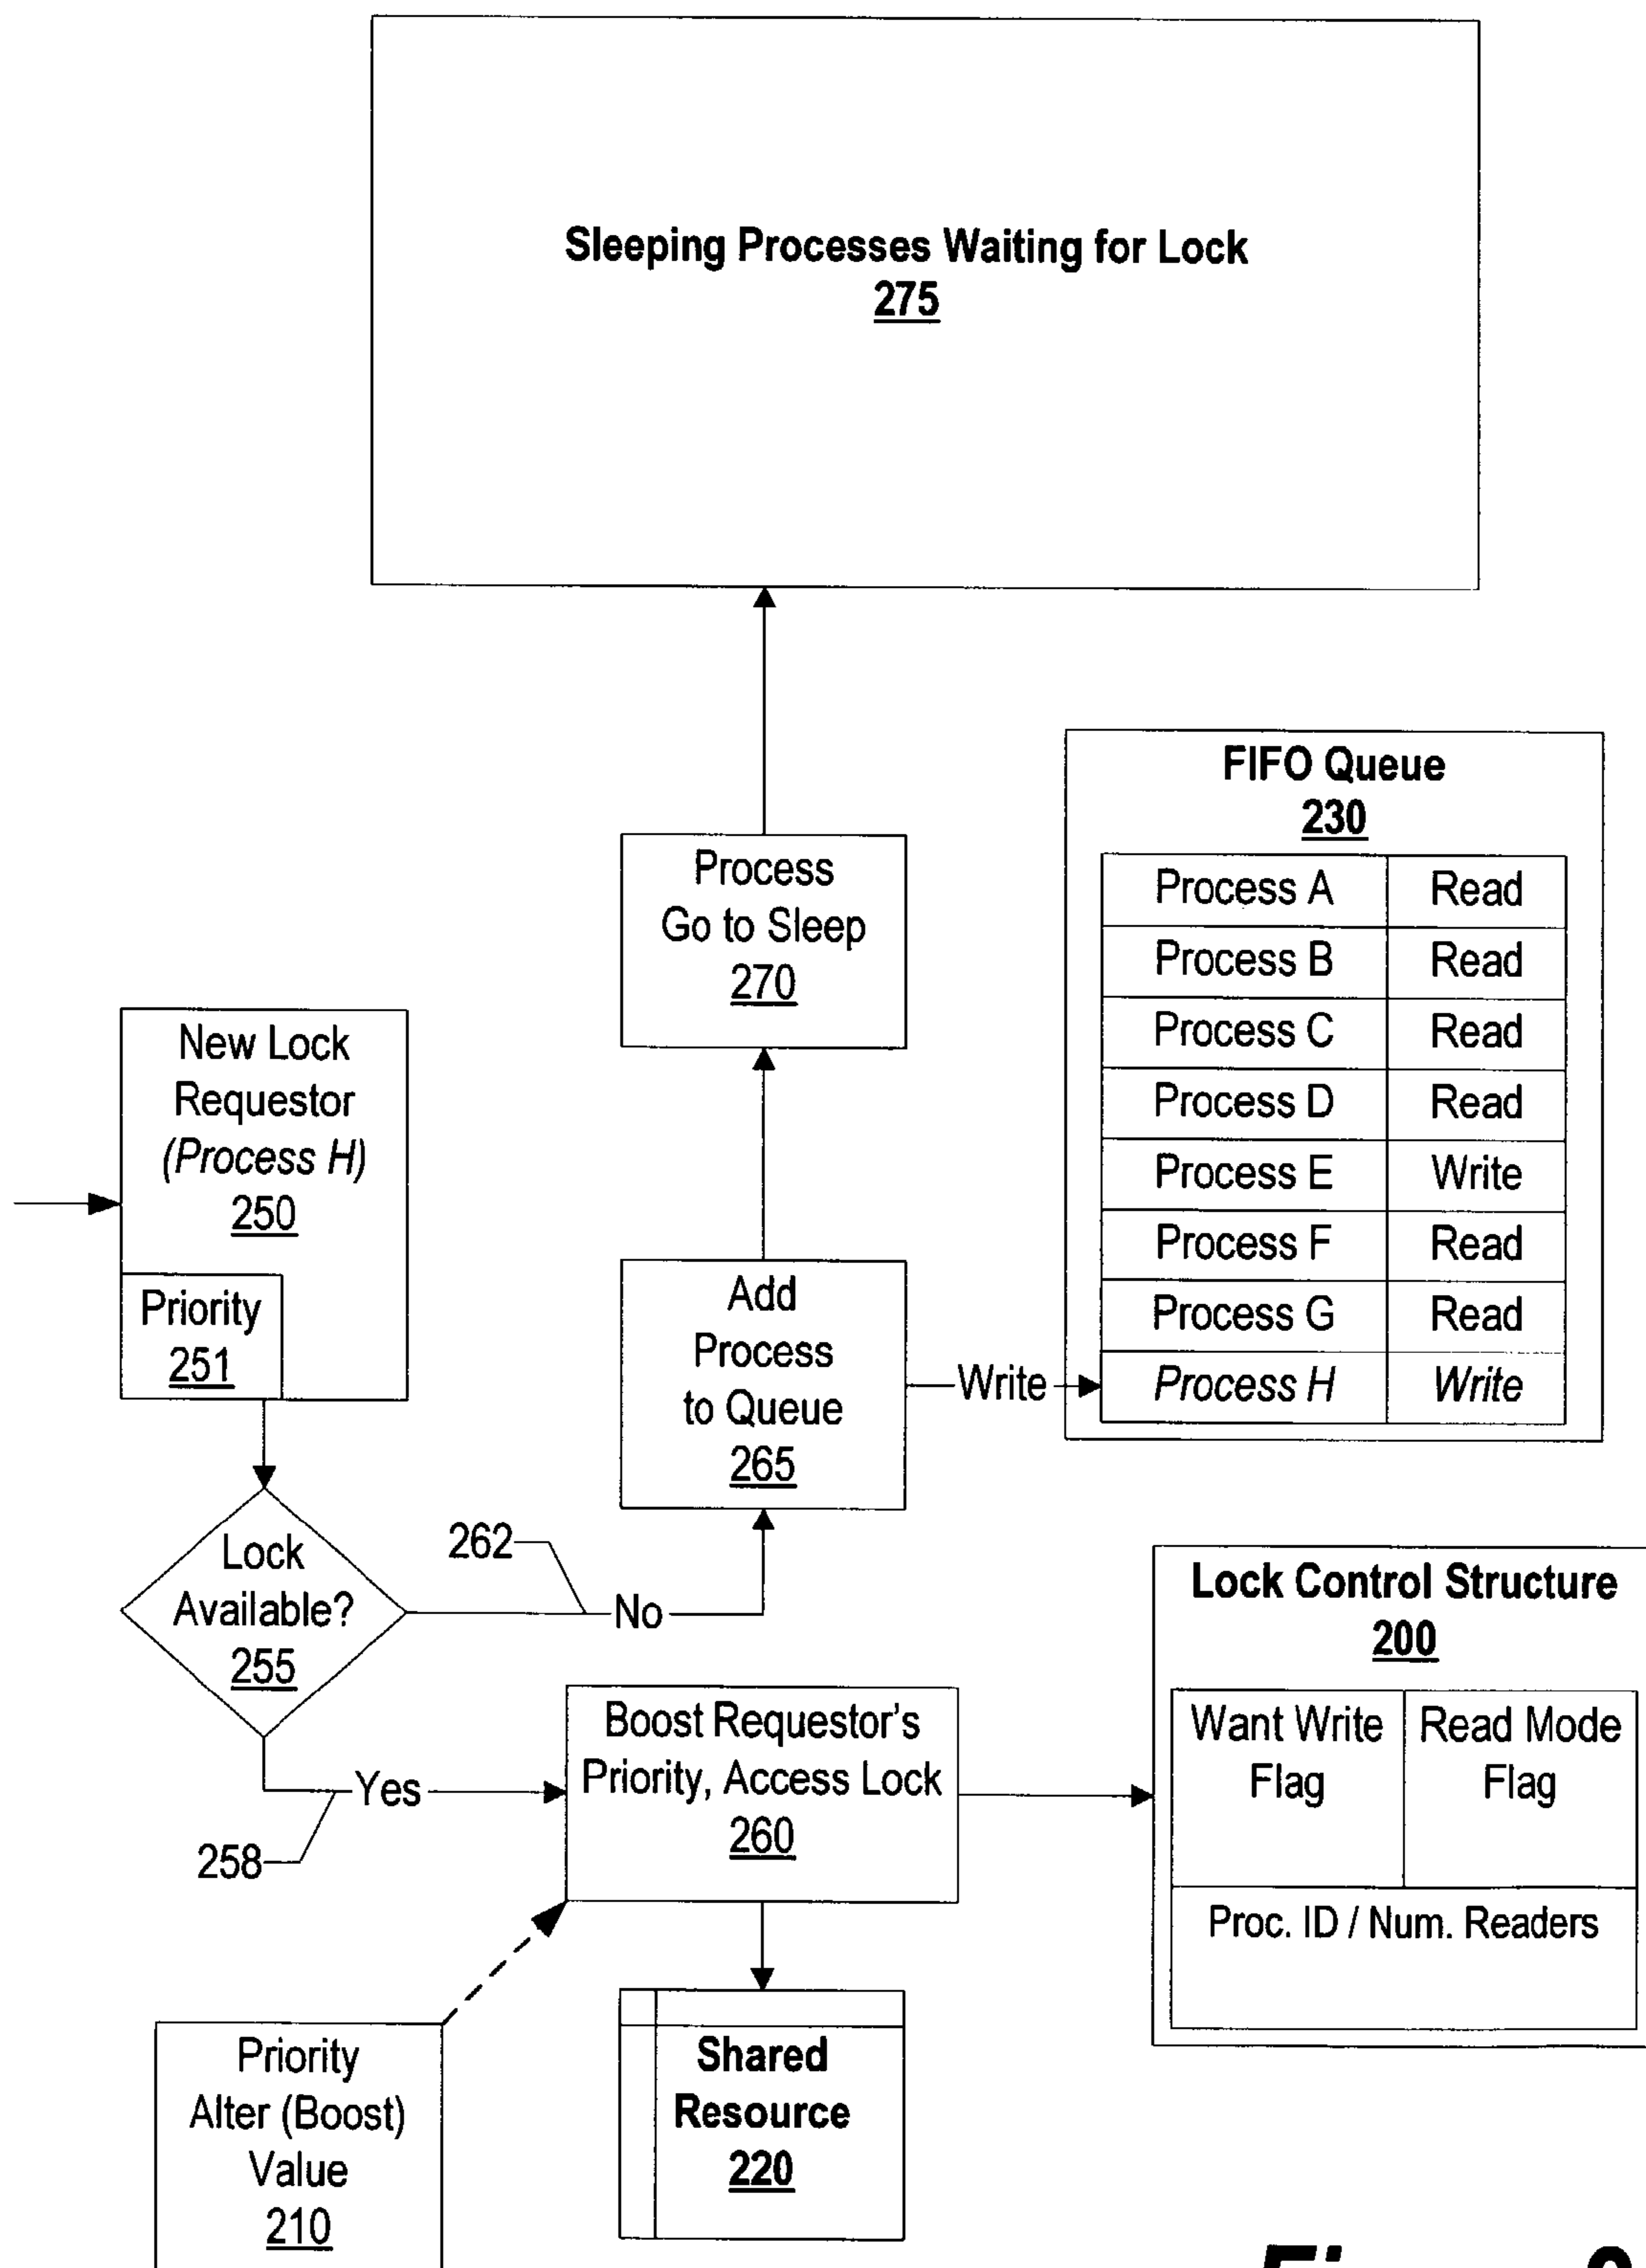 Sleeping Processes Waiting for Lock
275
FIFO Queue
230
Process A Read
Process B Read
Process C Read
Process D Read
Process E Write
Process F Read
Process G Read
Process H Write
Process
Go to Sleep
270
New Lock
Requestor
(Process H)
250
Priority
251
Add
Process
to Queue
265
Write
Lock
Available?
255
262
No
Yes
258
Boost Requestor's
Priority, Access Lock
260
Lock Control Structure
200
Want Write
Flag
Read Mode
Flag
Proc. ID / Num. Readers
Priority
Alter (Boost)
Value
210
Shared
Resource
220